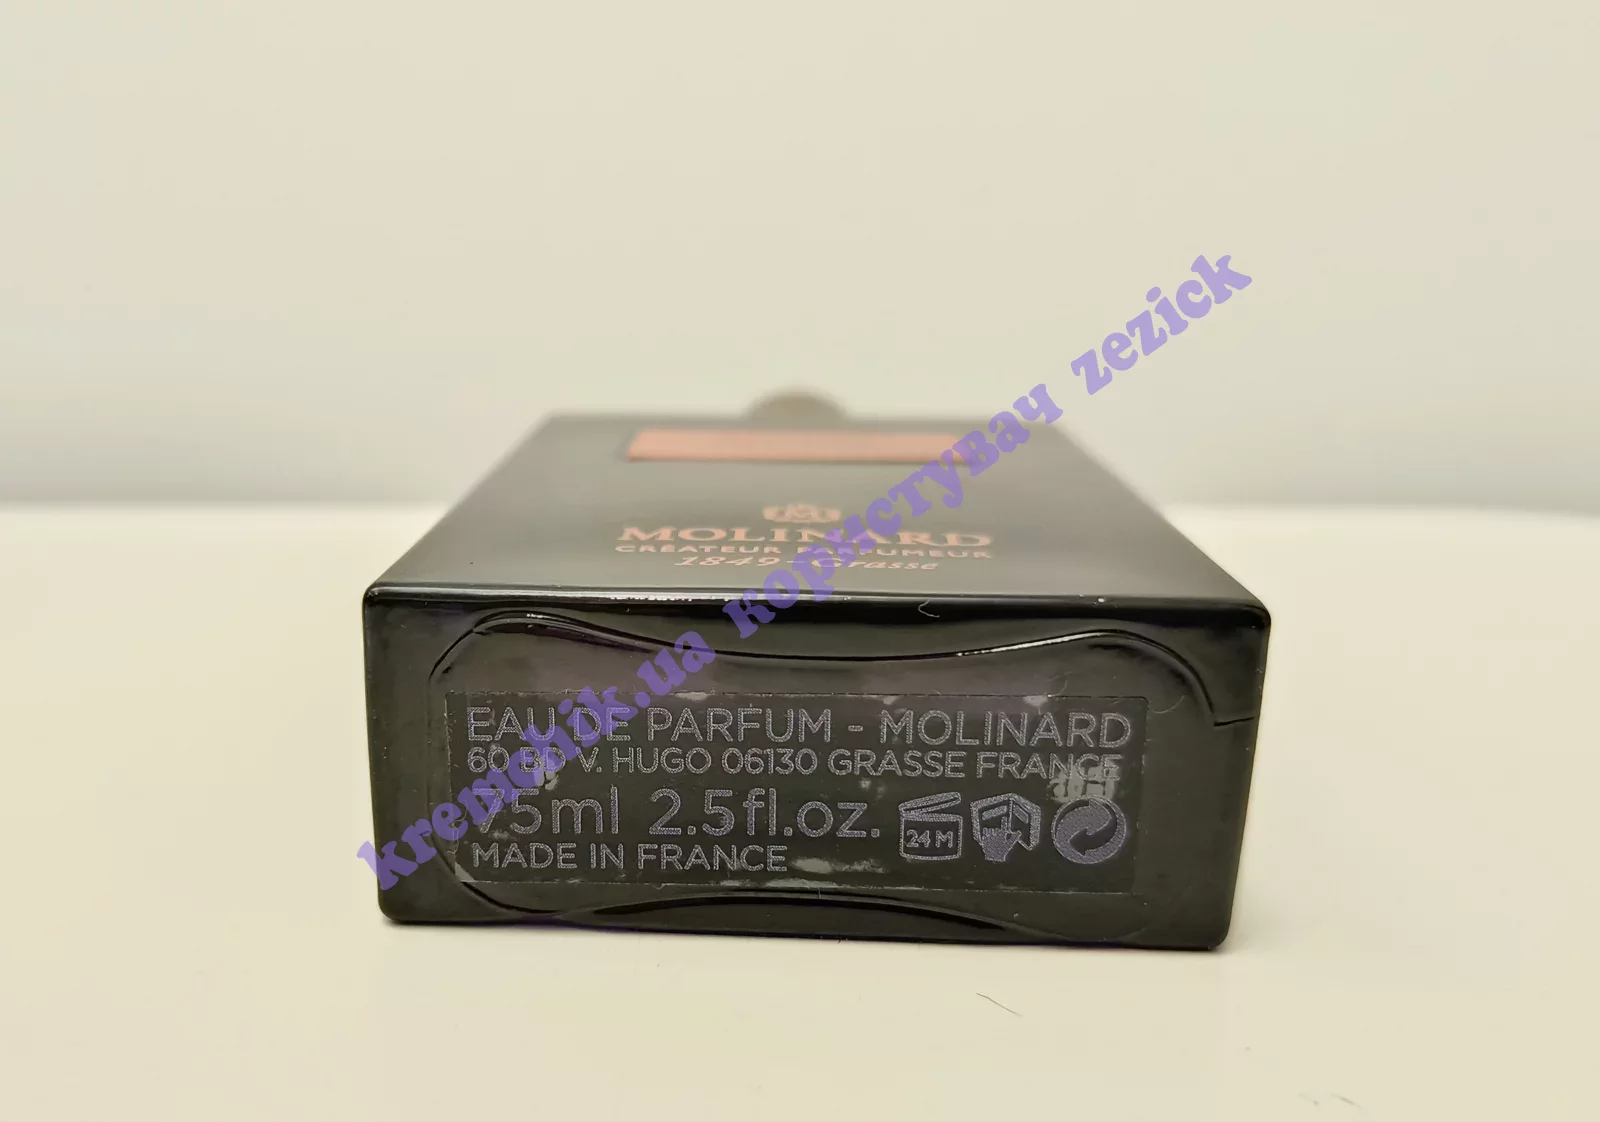 MOLINARD
CRÉATEUR PARFUMEUR
1849-Grasse
EAU DE PARFUM - MOLINARD
60 BD V. HUGO 06130 GRASSE FRANCE
75ml 2.5fl.oz.
24M
MADE IN FRANCE
kremchik.ua користувач zezick